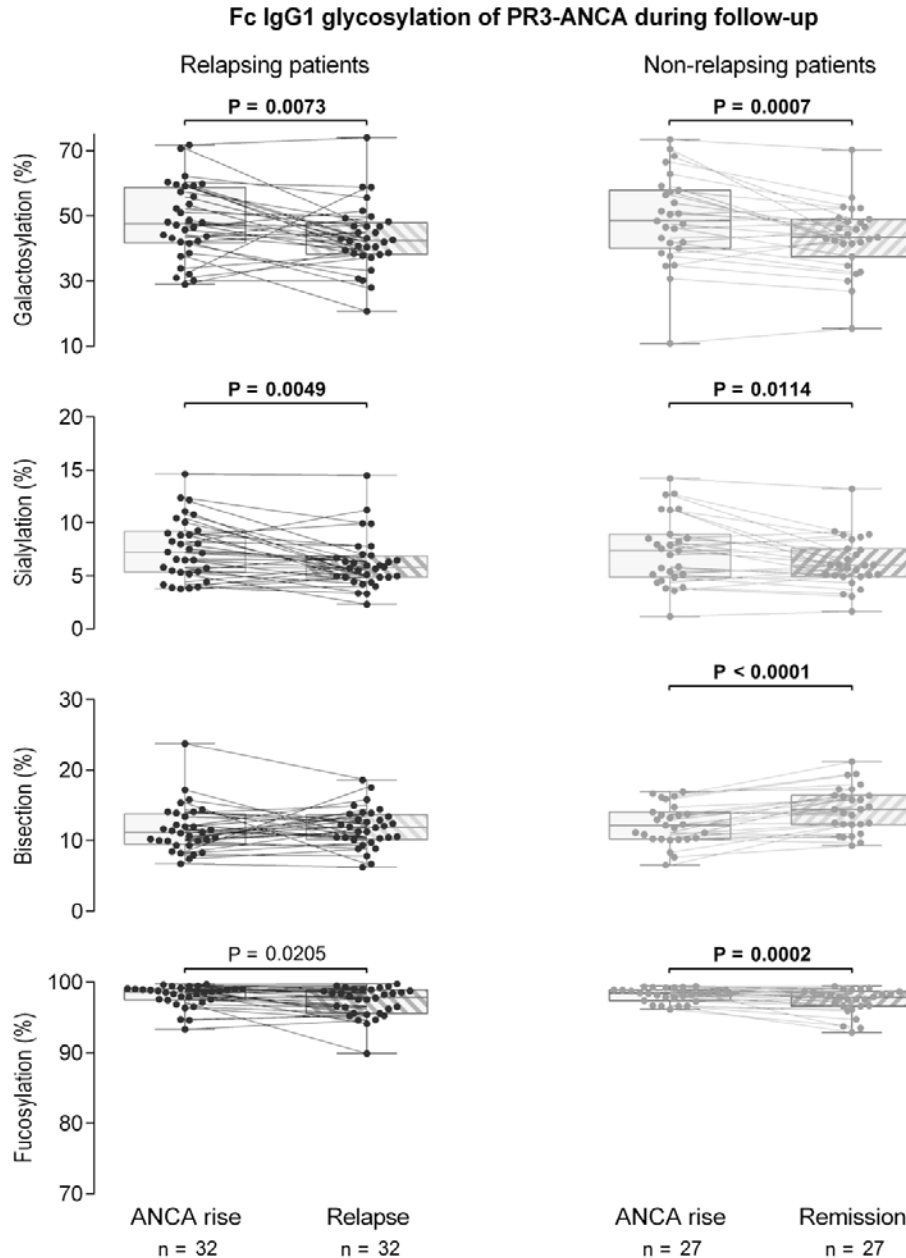 Fc IgG1 glycosylation of PR3-ANCA during follow-up
Relapsing patients
Non-relapsing patients
P = 0.0073
P = 0.0007
Galactosylation (%)
70
50
30
10
P = 0.0049
P = 0.0114
Sialylation (%)
20
15
10
5
0
P < 0.0001
Bisection (%)
30
20
10
0
P = 0.0205
P = 0.0002
Fucosylation (%)
100
90
80
70
ANCA rise
Relapse
ANCA rise
Remission
n = 32
n = 32
n = 27
n = 27